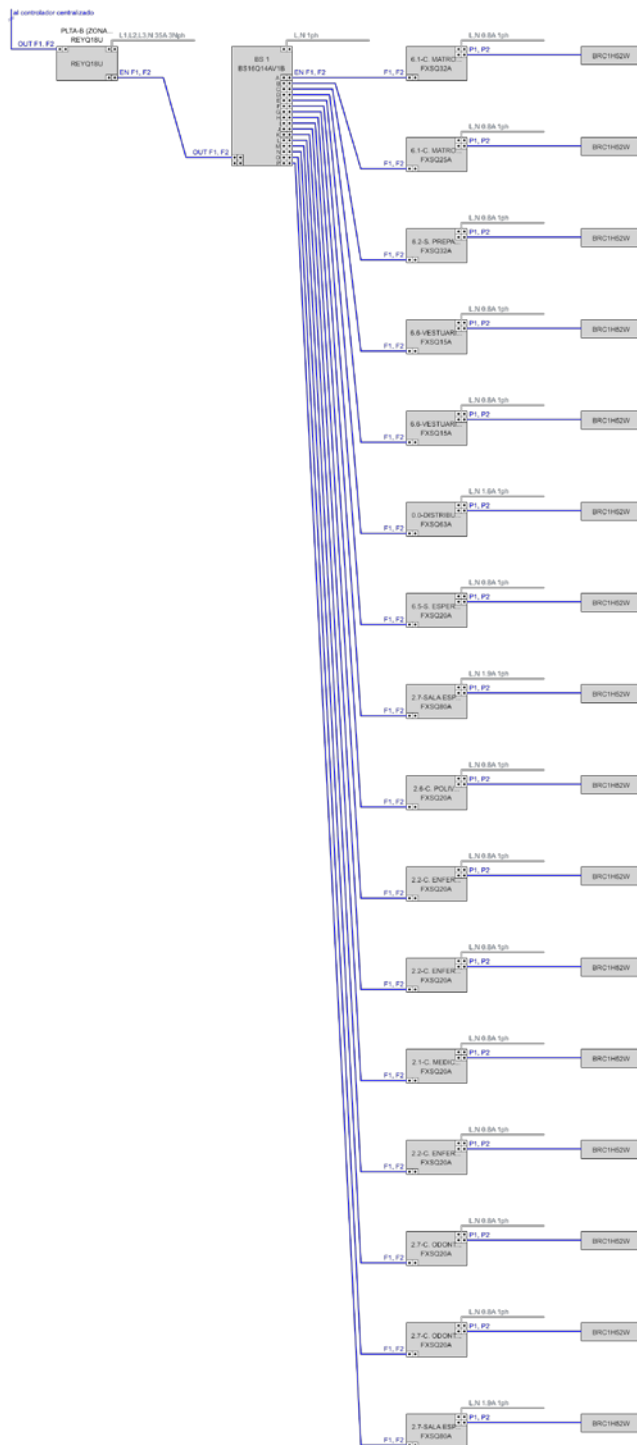 al controlador centralizado
PLTA-B (ZONA...
REYQ18U
L1,L2,L3,N 35A 3Nph
OUT F1, F2
REYQ18U
EN F1, F2
OUT F1, F2
BS 1
BS16Q14AV1B
L,N 1ph
A
B
C
D
E
F
G
H
I
J
K
L
M
N
O
P
EN F1, F2
L,N 0.8A 1ph
P1, P2
6.1-C. MATRO...
FXSQ32A
F1, F2
BRC1H52W
L,N 0.8A 1ph
P1, P2
6.1-C. MATRO...
FXSQ25A
F1, F2
BRC1H52W
L,N 0.8A 1ph
P1, P2
6.2-S. PREPA...
FXSQ32A
F1, F2
BRC1H52W
L,N 0.8A 1ph
P1, P2
6.6-VESTUARI...
FXSQ15A
F1, F2
BRC1H52W
L,N 0.8A 1ph
P1, P2
6.6-VESTUARI...
FXSQ15A
F1, F2
BRC1H52W
L,N 1.6A 1ph
P1, P2
0.0-DISTRIBU...
FXSQ63A
F1, F2
BRC1H52W
L,N 0.8A 1ph
P1, P2
6.5-S. ESPER...
FXSQ20A
F1, F2
BRC1H52W
L,N 1.9A 1ph
P1, P2
2.7-SALA ESP...
FXSQ80A
F1, F2
BRC1H52W
L,N 0.8A 1ph
P1, P2
2.6-C. POLIV...
FXSQ20A
F1, F2
BRC1H52W
L,N 0.8A 1ph
P1, P2
2.2-C. ENFER...
FXSQ20A
F1, F2
BRC1H52W
L,N 0.8A 1ph
P1, P2
2.2-C. ENFER...
FXSQ20A
F1, F2
BRC1H52W
L,N 0.8A 1ph
P1, P2
2.1-C. MEDIC...
FXSQ20A
F1, F2
BRC1H52W
L,N 0.8A 1ph
P1, P2
2.2-C. ENFER...
FXSQ20A
F1, F2
BRC1H52W
L,N 0.8A 1ph
P1, P2
2.7-C. ODONT...
FXSQ20A
F1, F2
BRC1H52W
L,N 0.8A 1ph
P1, P2
2.7-C. ODONT...
FXSQ20A
F1, F2
BRC1H52W
L,N 1.9A 1ph
P1, P2
2.7-SALA ESP...
FXSQ80A
F1, F2
BRC1H52W